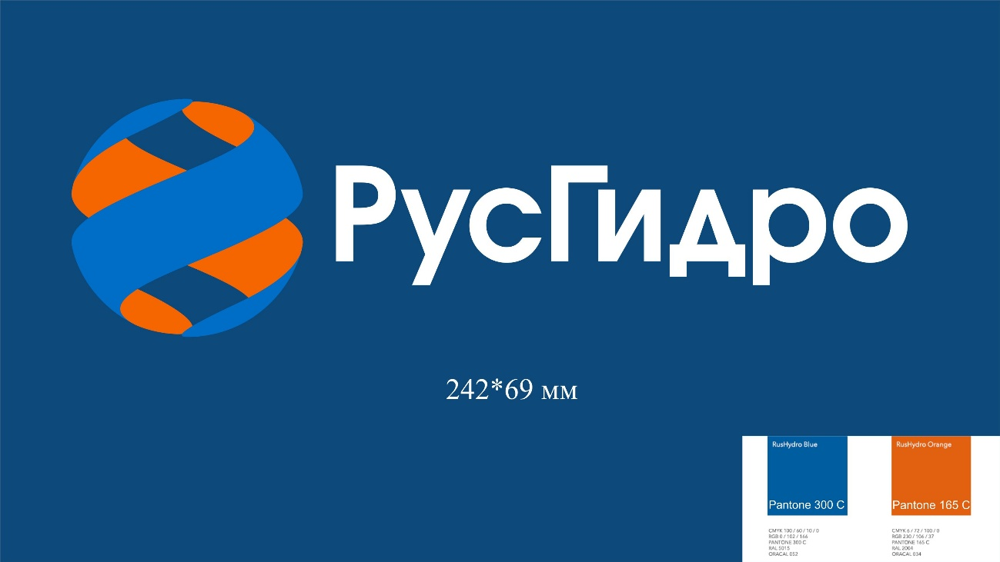 РусГидро
242*69 мм
RusHydro Blue
Pantone 300 C
CMYK 100 / 60 / 10 / 0
RGB 0 / 102 / 166
PANTONE 300 C
RAL 5015
ORACAL 052
RusHydro Orange
Pantone 165 C
CMYK 6 / 72 / 100 / 0
RGB 230 / 106 / 37
PANTONE 165 C
RAL 2004
ORACAL 034